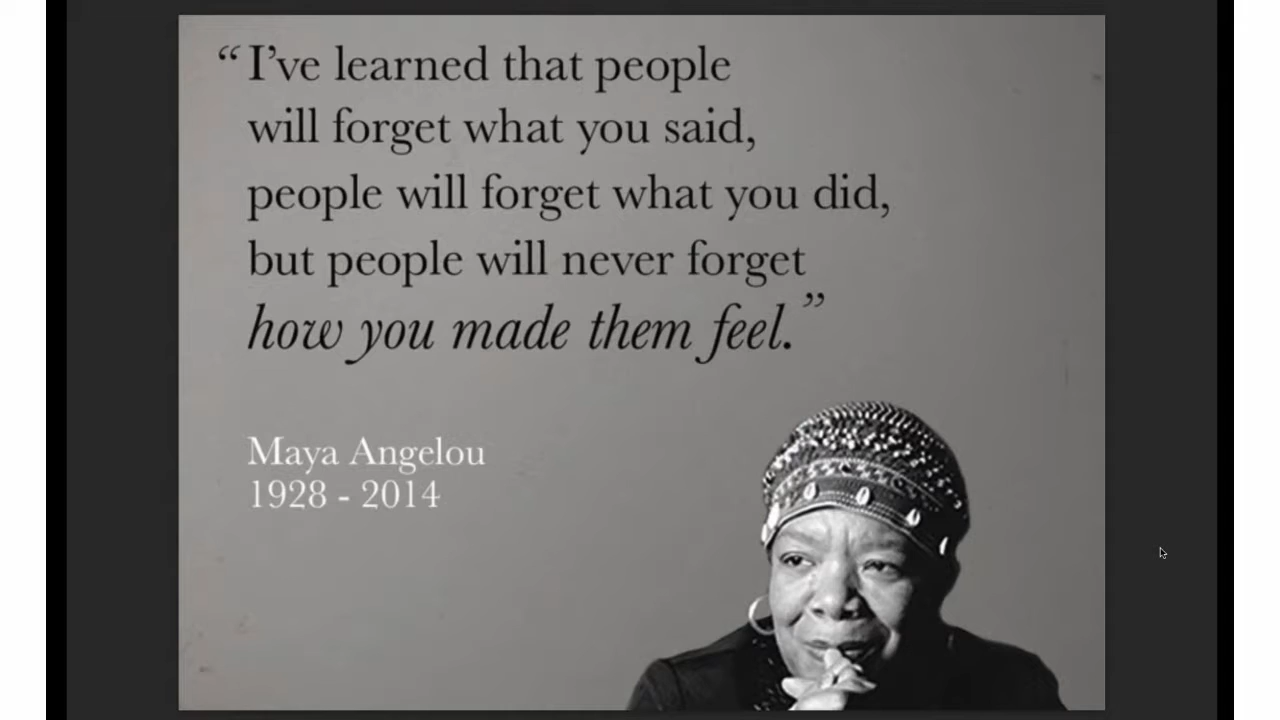 “I’ve learned that people
will forget what you said,
people will forget what you did,
but people will never forget
how you made them feel.”
Maya Angelou
1928 - 2014